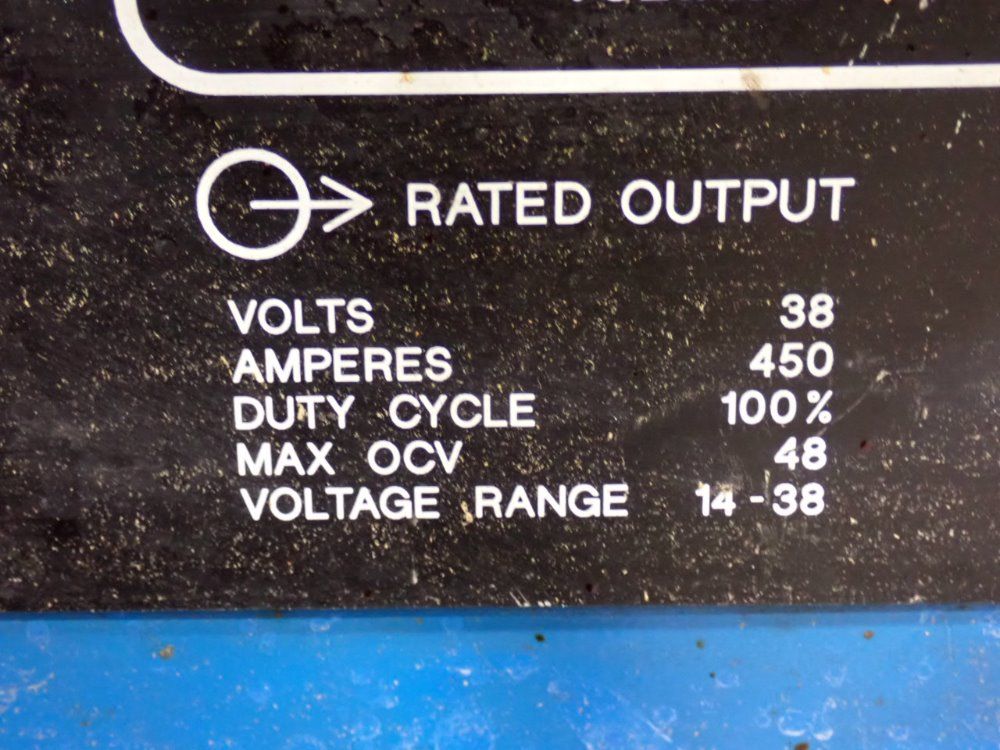 RATED OUTPUT
VOLTS 38
AMPERES 450
DUTY CYCLE 100%
MAX OCV 48
VOLTAGE RANGE 14-38